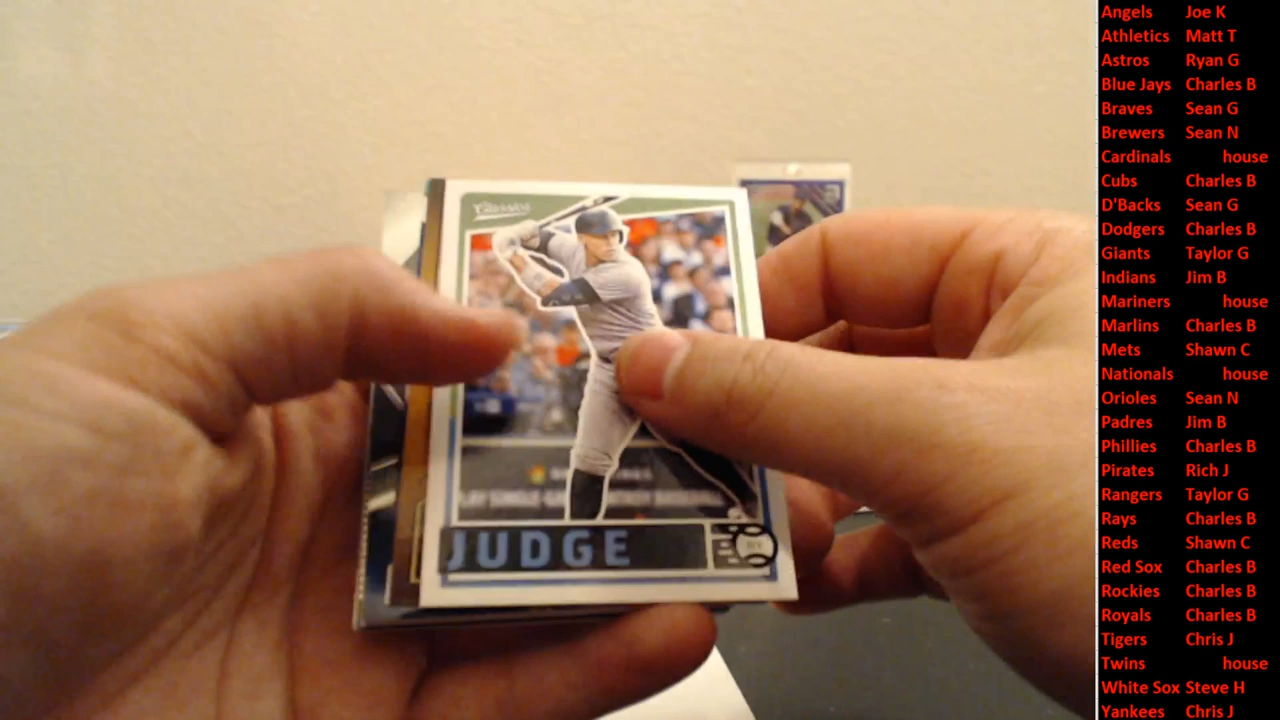 Classics
JUDGE
Angels Joe K
Athletics Matt T
Astros Ryan G
Blue Jays Charles B
Braves Sean G
Brewers Sean N
Cardinals house
Cubs Charles B
D'Backs Sean G
Dodgers Charles B
Giants Taylor G
Indians Jim B
Mariners house
Marlins Charles B
Mets Shawn C
Nationals house
Orioles Sean N
Padres Jim B
Phillies Charles B
Pirates Rich J
Rangers Taylor G
Rays Charles B
Reds Shawn C
Red Sox Charles B
Rockies Charles B
Royals Charles B
Tigers Chris J
Twins house
White Sox Steve H
Yankees Chris J